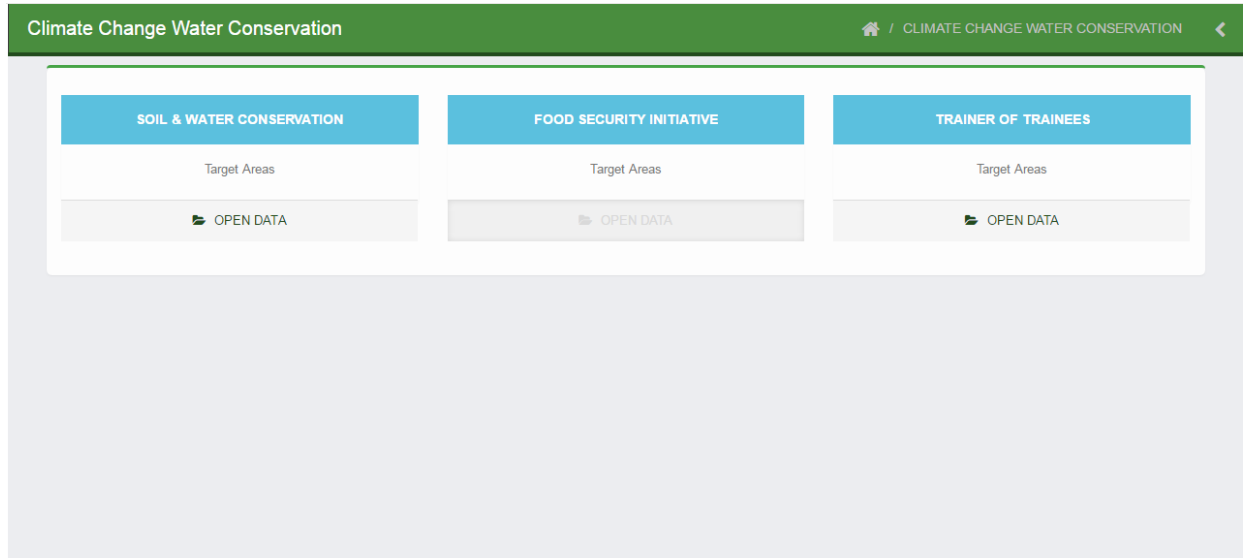 Climate Change Water Conservation
/ CLIMATE CHANGE WATER CONSERVATION
SOIL & WATER CONSERVATION
Target Areas
OPEN DATA
FOOD SECURITY INITIATIVE
Target Areas
OPEN DATA
TRAINER OF TRAINEES
Target Areas
OPEN DATA